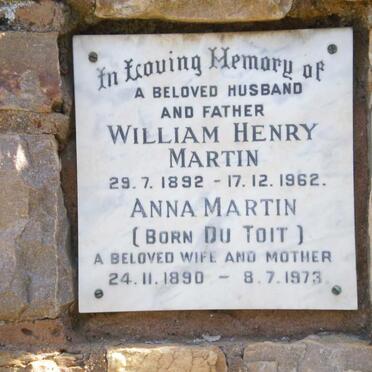 In Loving Memory of
A BELOVED HUSBAND
AND FATHER
WILLIAM HENRY
MARTIN
29.7.1892 - 17.12.1962.
ANNA MARTIN
(BORN DU TOIT)
A BELOVED WIFE AND MOTHER
24.11.1890 - 8.7.1973